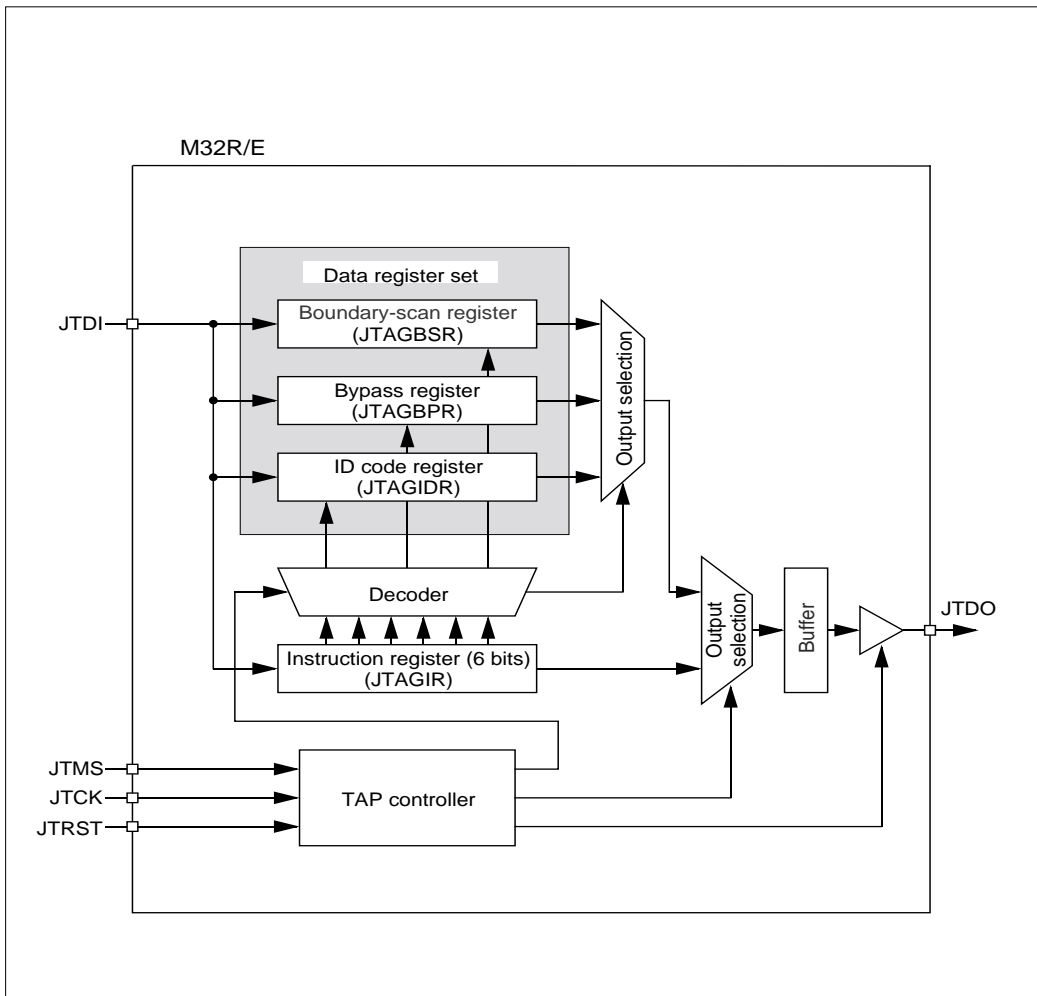 M32R/E
Data register set
JTDI
Boundary-scan register
(JTAGBSR)
Bypass register
(JTAGBPR)
ID code register
(JTAGIDR)
Output selection
Decoder
Instruction register (6 bits)
(JTAGIR)
Output
selection
Buffer
JTDO
JTMS
JTCK
JTRST
TAP controller